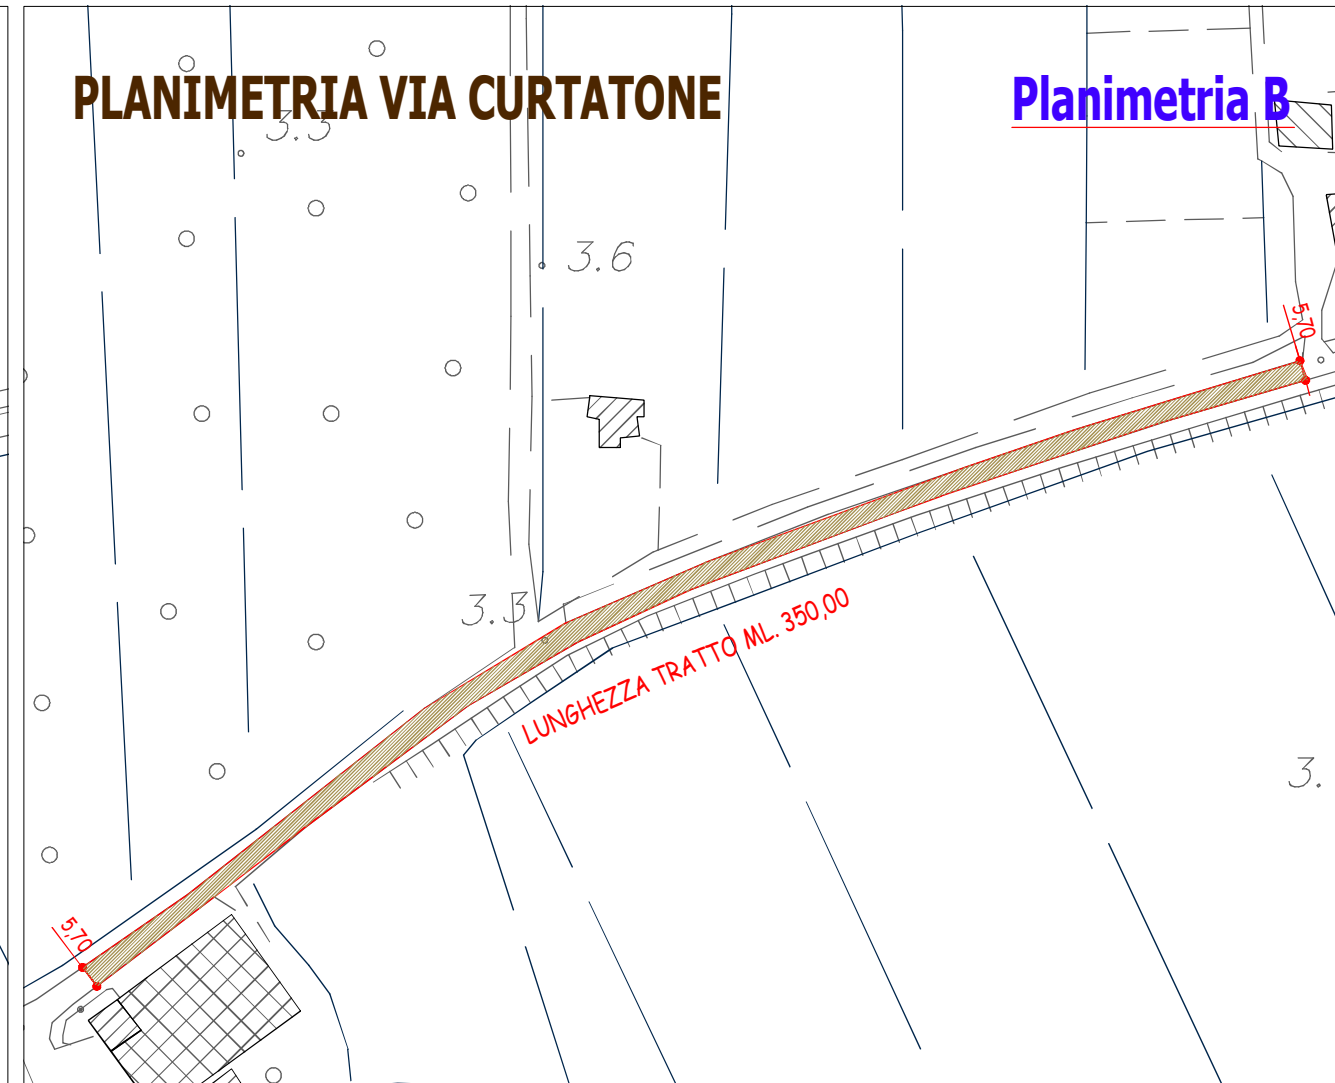 PLANIMETRIA VIA CURTATONE
Planimetria B
3.3
3.6
5,70
3.3
LUNGHEZZA TRATTO ML. 350,00
3.
5,70